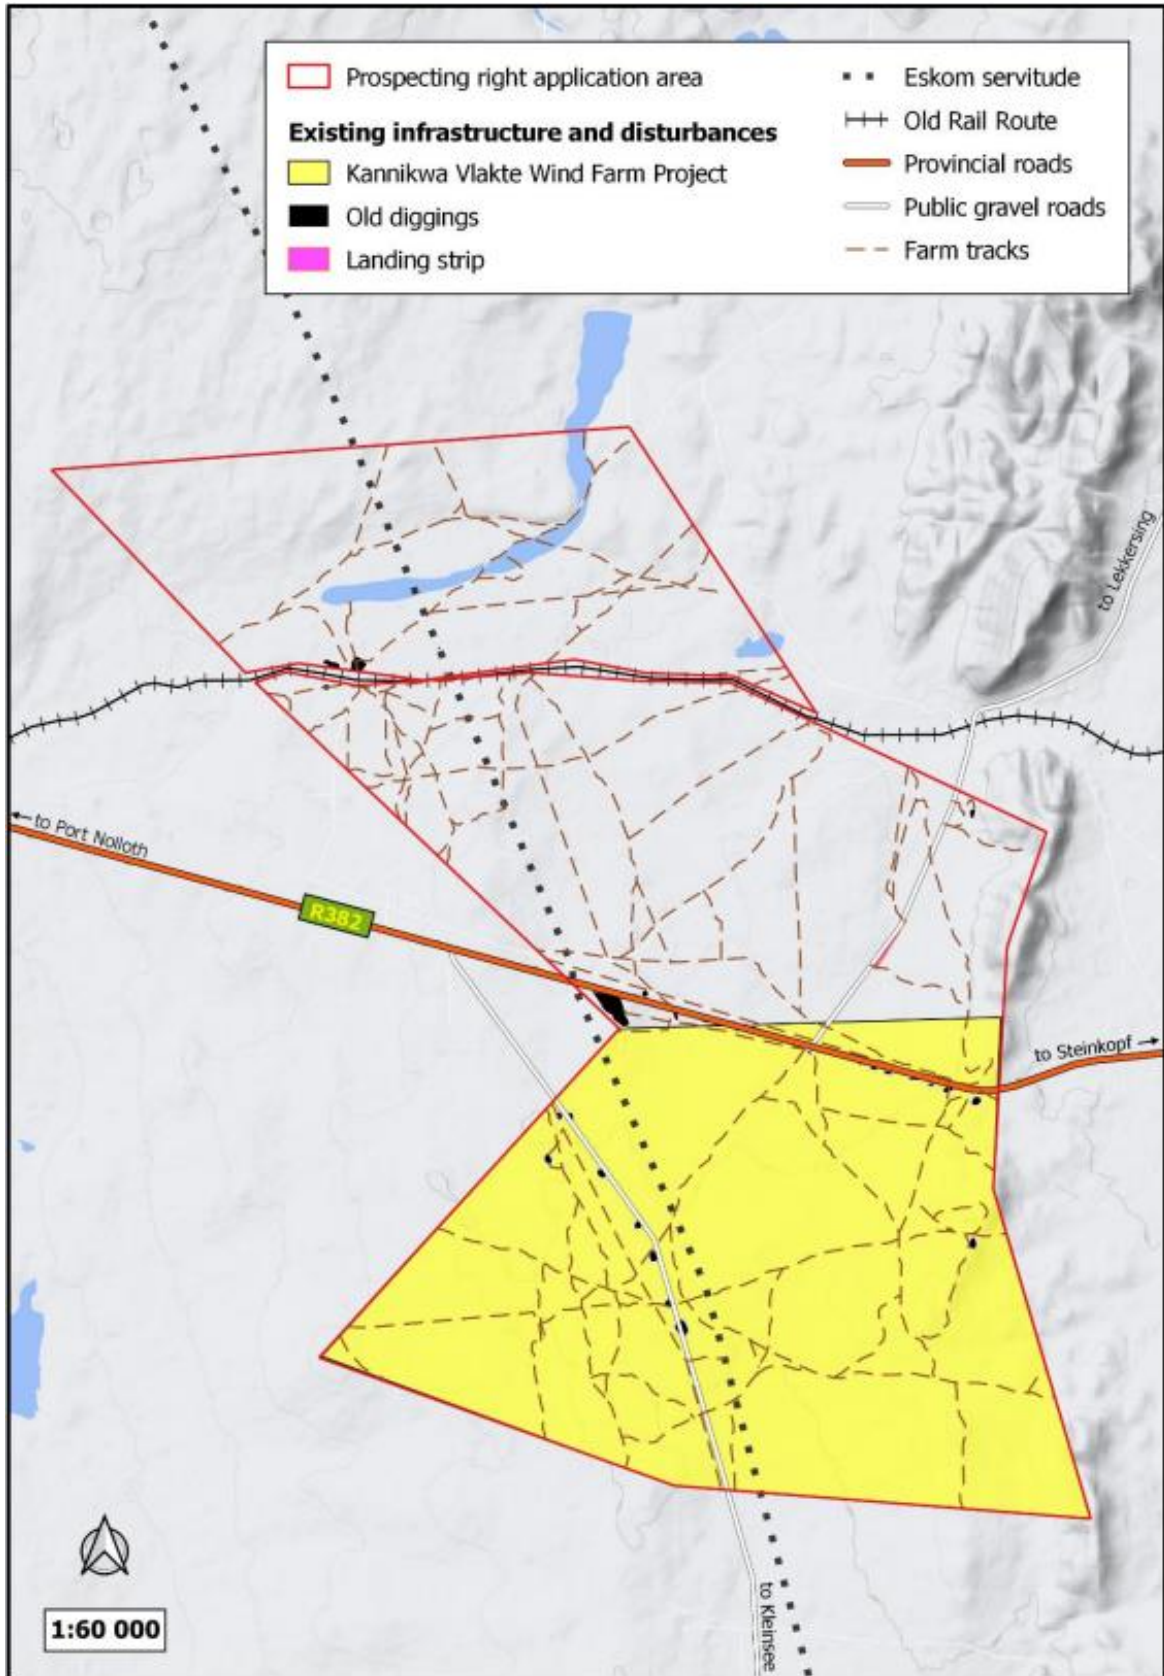 Prospecting right application area
Existing infrastructure and disturbances
Kannikwa Vlakte Wind Farm Project
Old diggings
Landing strip
Eskom servitude
Old Rail Route
Provincial roads
Public gravel roads
Farm tracks
to Lekkersing
to Port Nolloth
R382
to Steinkopf
to Kleinsee
1:60 000